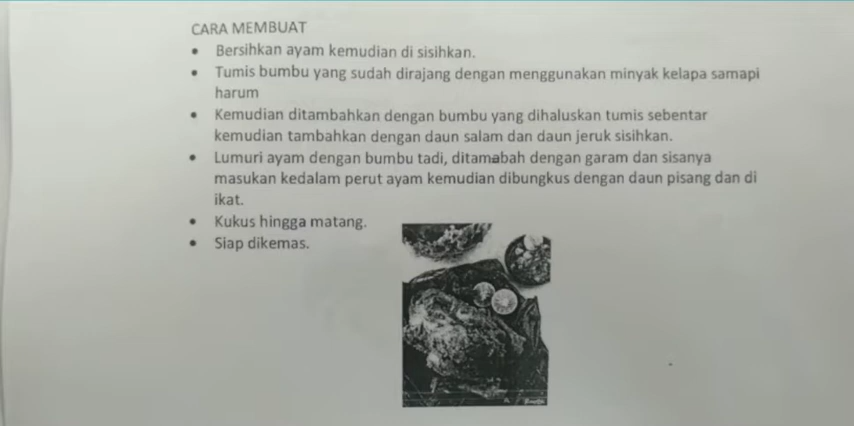 CARA MEMBUAT
• Bersihkan ayam kemudian di sisihkan.
• Tumis bumbu yang sudah dirajang dengan menggunakan minyak kelapa samapi
harum
• Kemudian ditambahkan dengan bumbu yang dihaluskan tumis sebentar
kemudian tambahkan dengan daun salam dan daun jeruk sisihkan.
• Lumuri ayam dengan bumbu tadi, ditamabah dengan garam dan sisanya
masukan kedalam perut ayam kemudian dibungkus dengan daun pisang dan di
ikat.
• Kukus hingga matang.
• Siap dikemas.